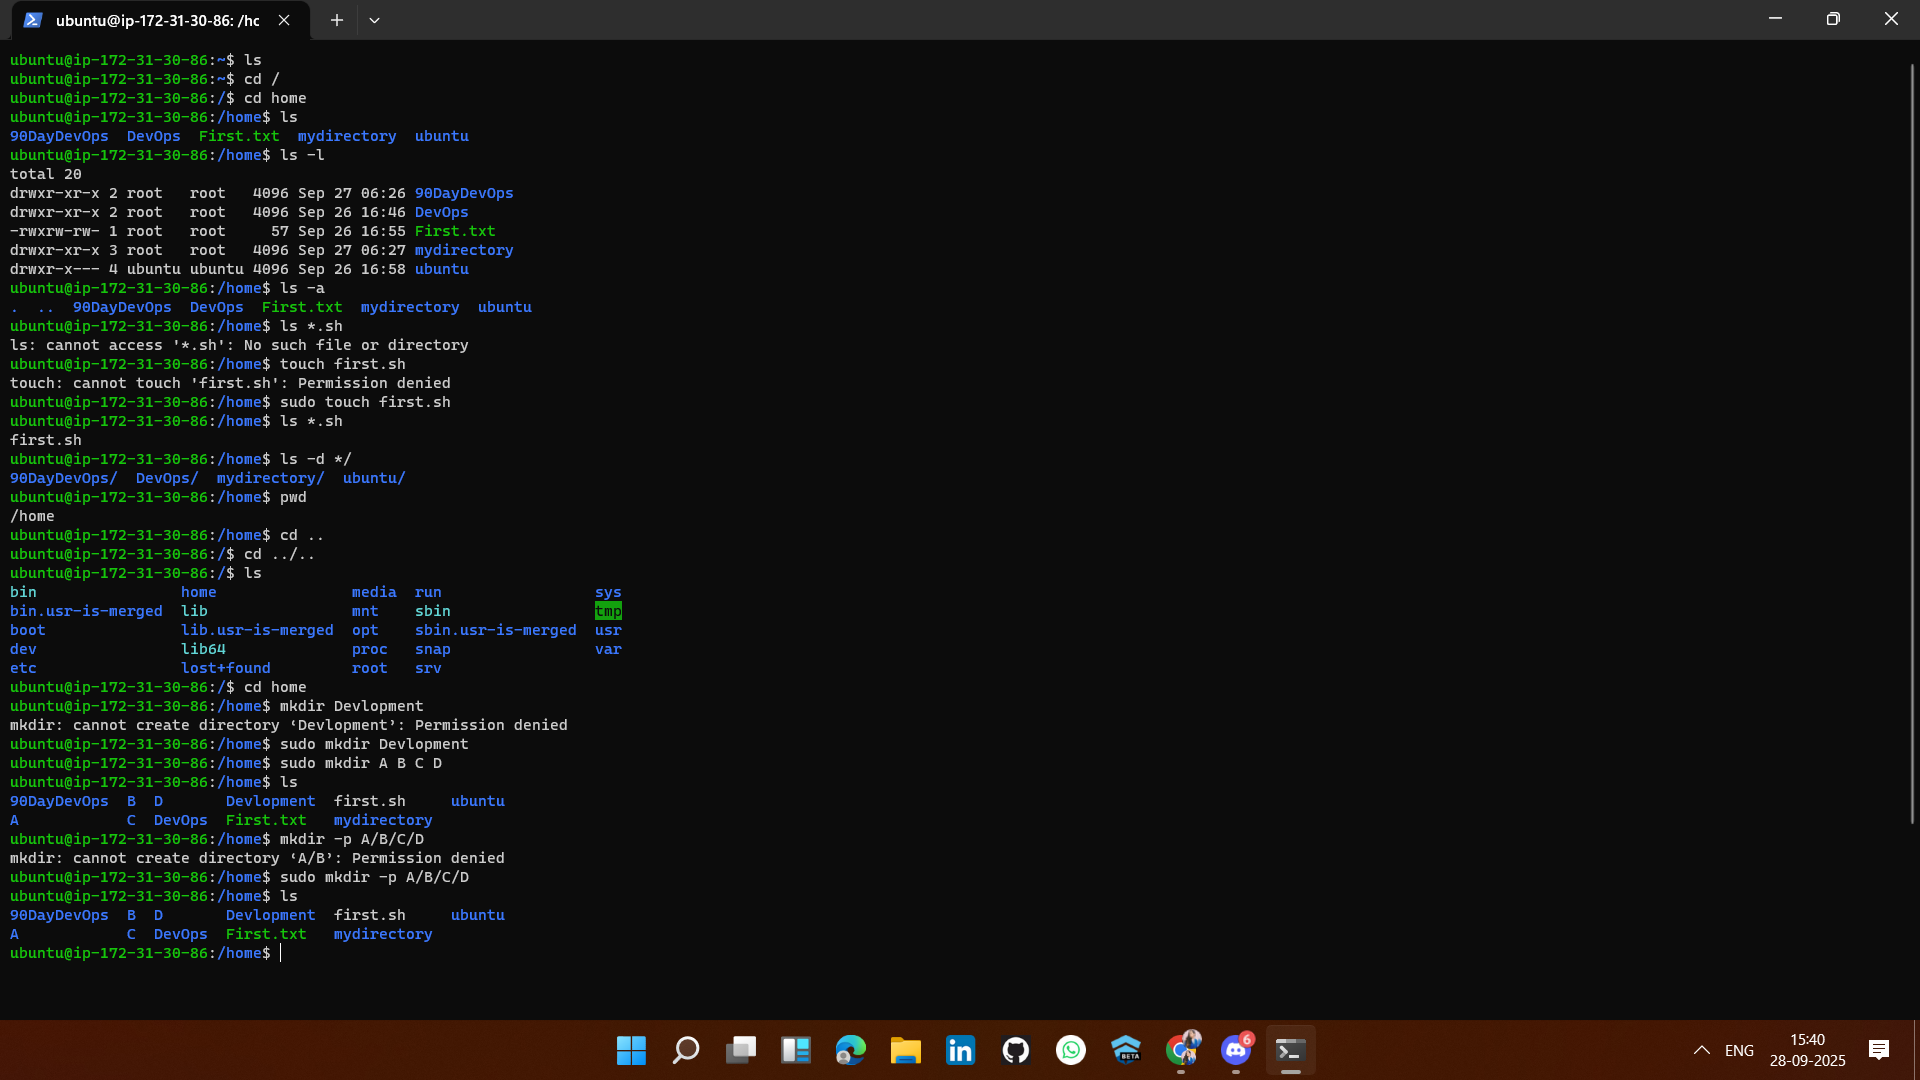 ubuntu@ip-172-31-30-86: /hc
ubuntu@ip-172-31-30-86:~$ ls
ubuntu@ip-172-31-30-86:~$ cd /
ubuntu@ip-172-31-30-86:/$ cd home
ubuntu@ip-172-31-30-86:/home$ ls
90DayDevOps  DevOps  First.txt  mydirectory  ubuntu
ubuntu@ip-172-31-30-86:/home$ ls -l
total 20
drwxr-xr-x 2 root   root   4096 Sep 27 06:26 90DayDevOps
drwxr-xr-x 2 root   root   4096 Sep 26 16:46 DevOps
-rwxrw-rw- 1 root   root     57 Sep 26 16:55 First.txt
drwxr-xr-x 3 root   root   4096 Sep 27 06:27 mydirectory
drwxr-x--- 4 ubuntu ubuntu 4096 Sep 26 16:58 ubuntu
ubuntu@ip-172-31-30-86:/home$ ls -a
.  ..  90DayDevOps  DevOps  First.txt  mydirectory  ubuntu
ubuntu@ip-172-31-30-86:/home$ ls *.sh
ls: cannot access '*.sh': No such file or directory
ubuntu@ip-172-31-30-86:/home$ touch first.sh
touch: cannot touch 'first.sh': Permission denied
ubuntu@ip-172-31-30-86:/home$ sudo touch first.sh
ubuntu@ip-172-31-30-86:/home$ ls *.sh
first.sh
ubuntu@ip-172-31-30-86:/home$ ls -d */
90DayDevOps/  DevOps/  mydirectory/  ubuntu/
ubuntu@ip-172-31-30-86:/home$ pwd
/home
ubuntu@ip-172-31-30-86:/home$ cd ..
ubuntu@ip-172-31-30-86:/$ cd ../..
ubuntu@ip-172-31-30-86:/$ ls
bin                home               media  run                 sys
bin.usr-is-merged  lib                mnt    sbin                tmp
boot               lib.usr-is-merged  opt    sbin.usr-is-merged  usr
dev                lib64              proc   snap                var
etc                lost+found         root   srv
ubuntu@ip-172-31-30-86:/$ cd home
ubuntu@ip-172-31-30-86:/home$ mkdir Devlopment
mkdir: cannot create directory ‘Devlopment’: Permission denied
ubuntu@ip-172-31-30-86:/home$ sudo mkdir Devlopment
ubuntu@ip-172-31-30-86:/home$ sudo mkdir A B C D
ubuntu@ip-172-31-30-86:/home$ ls
90DayDevOps  B  D       Devlopment  first.sh     ubuntu
A            C  DevOps  First.txt   mydirectory
ubuntu@ip-172-31-30-86:/home$ mkdir -p A/B/C/D
mkdir: cannot create directory ‘A/B’: Permission denied
ubuntu@ip-172-31-30-86:/home$ sudo mkdir -p A/B/C/D
ubuntu@ip-172-31-30-86:/home$ ls
90DayDevOps  B  D       Devlopment  first.sh     ubuntu
A            C  DevOps  First.txt   mydirectory
ubuntu@ip-172-31-30-86:/home$
BETA
6
ENG
15:40
28-09-2025